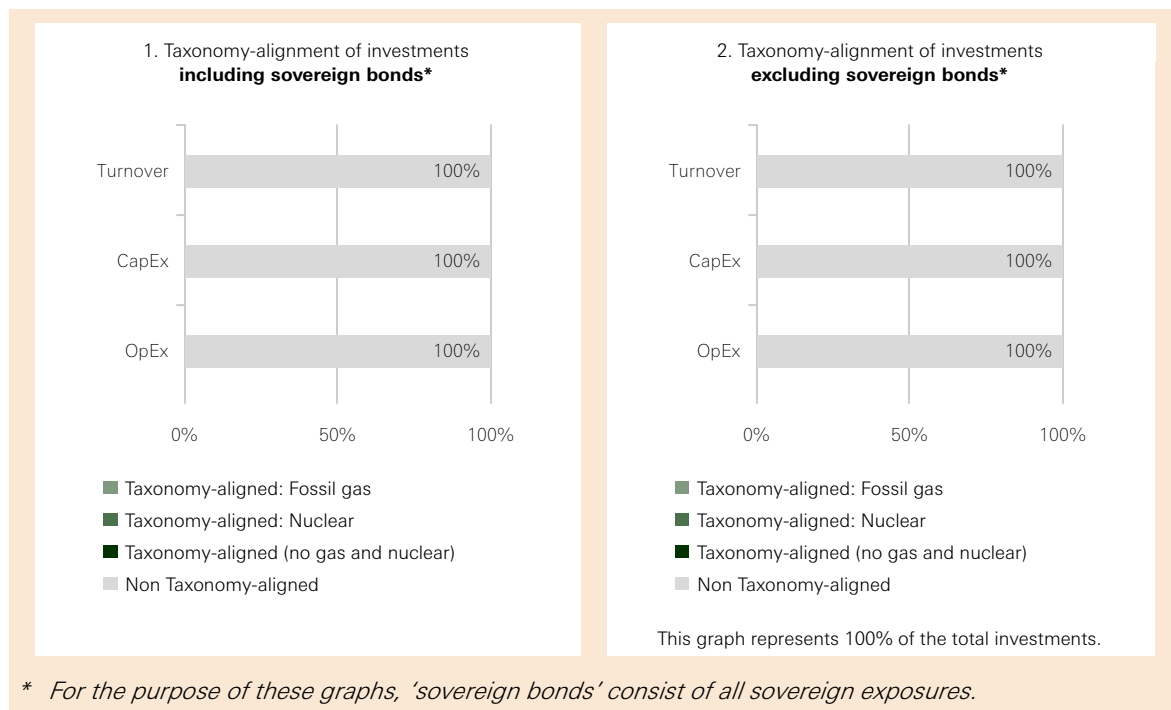 1. Taxonomy-alignment of investments
including sovereign bonds*
Turnover
100%
CapEx
100%
OpEx
100%
0%
50%
100%
Taxonomy-aligned: Fossil gas
Taxonomy-aligned: Nuclear
Taxonomy-aligned (no gas and nuclear)
Non Taxonomy-aligned
2. Taxonomy-alignment of investments
excluding sovereign bonds*
Turnover
100%
CapEx
100%
OpEx
100%
0%
50%
100%
Taxonomy-aligned: Fossil gas
Taxonomy-aligned: Nuclear
Taxonomy-aligned (no gas and nuclear)
Non Taxonomy-aligned
This graph represents 100% of the total investments.
* For the purpose of these graphs, ‘sovereign bonds’ consist of all sovereign exposures.